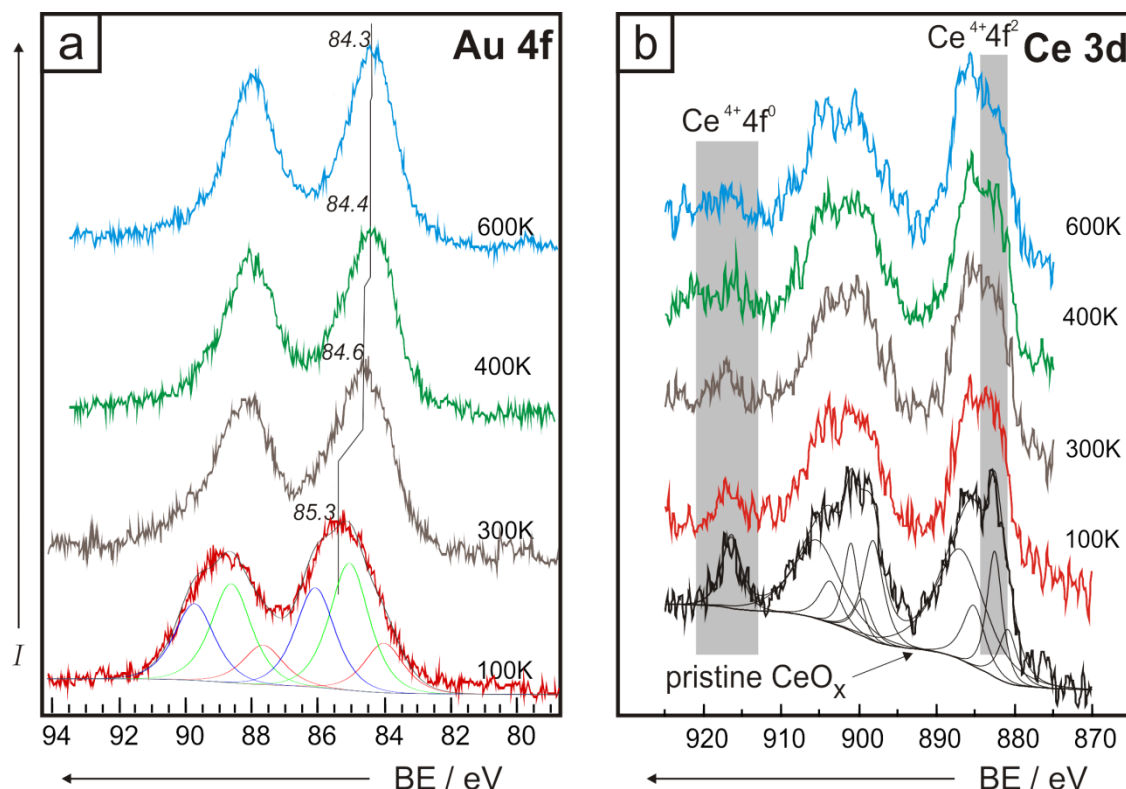 a
Au 4f
84.3
84.4
600K
84.6
400K
85.3
300K
100K
I
94 92 90 88 86 84 82 80
BE / eV
b
Ce 3d
Ce⁴⁺4f²
Ce⁴⁺4f⁰
600K
400K
300K
100K
pristine CeOₓ
920 910 900 890 880 870
BE / eV